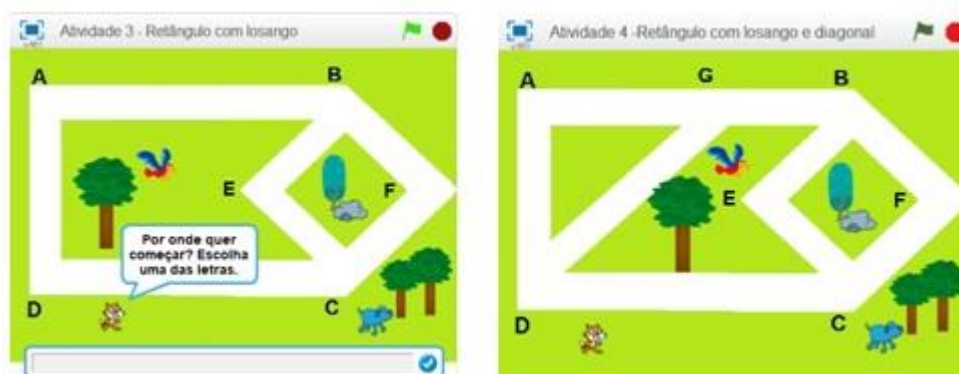 Atividade 3 - Retângulo com losango
A
B
E
F
Por onde quer
começar? Escolha
uma das letras.
D
C
Atividade 4 -Retângulo com losango e diagonal
A
G
B
E
F
D
C